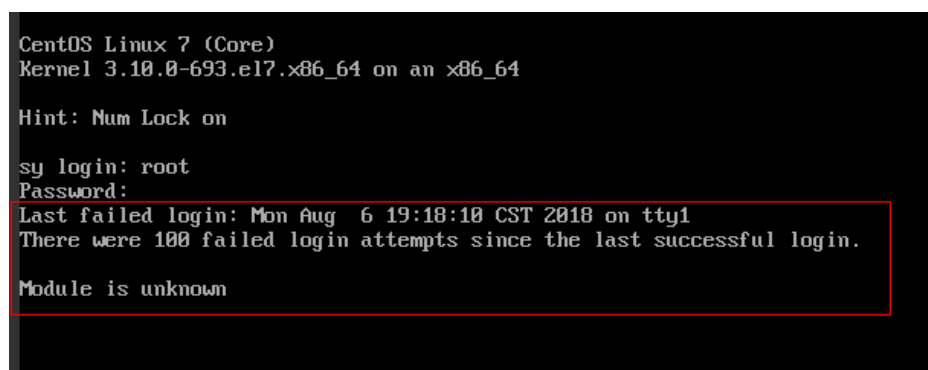 CentOS Linux 7 (Core)
Kernel 3.10.0-693.el7.x86_64 on an x86_64
Hint: Num Lock on
sy login: root
Password:
Last failed login: Mon Aug  6 19:18:10 CST 2018 on tty1
There were 100 failed login attempts since the last successful login.
Module is unknown